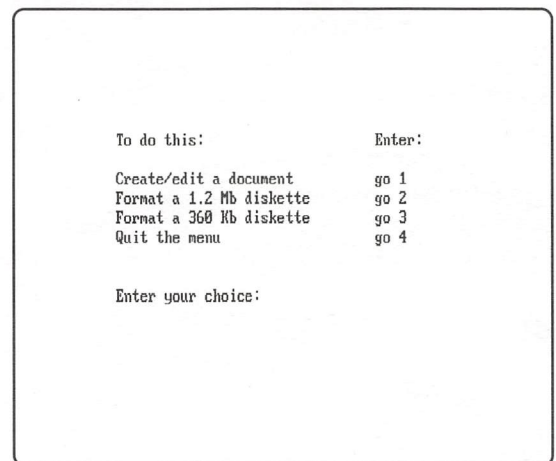 To do this: Enter:
Create/edit a document go 1
Format a 1.2 Mb diskette go 2
Format a 360 Kb diskette go 3
Quit the menu go 4
Enter your choice: